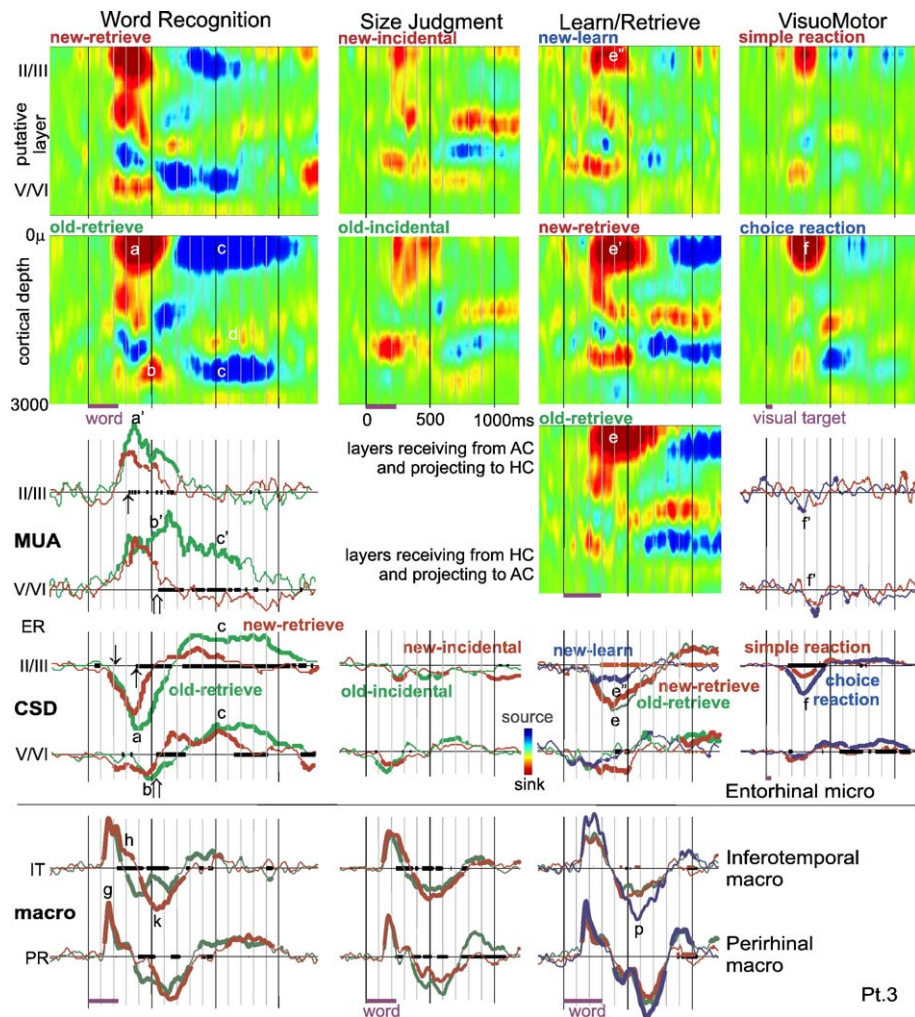 Word Recognition Size Judgment Learn/Retrieve VisuoMotor
new-retrieve new-incidental new-learn simple reaction
II/III e"
putative
layer
V/VI
0µ old-retrieve old-incidental new-retrieve choice reaction
a c e' f
cortical depth
d
b c
3000
word 0 500 1000ms visual target
a' old-retrieve
layers receiving from AC
and projecting to HC e
II/III
MUA b' f'
c' layers receiving from HC
and projecting to AC f'
V/VI
ER c new-retrieve new-incidental new-learn simple reaction
II/III
old-retrieve old-incidental e" new-retrieve choice
CSD a c source e old-retrieve f reaction
V/VI
b sink
Entorhinal micro
h
IT Inferotemporal
macro
g k p
macro
PR Perirhinal
macro
word word Pt.3